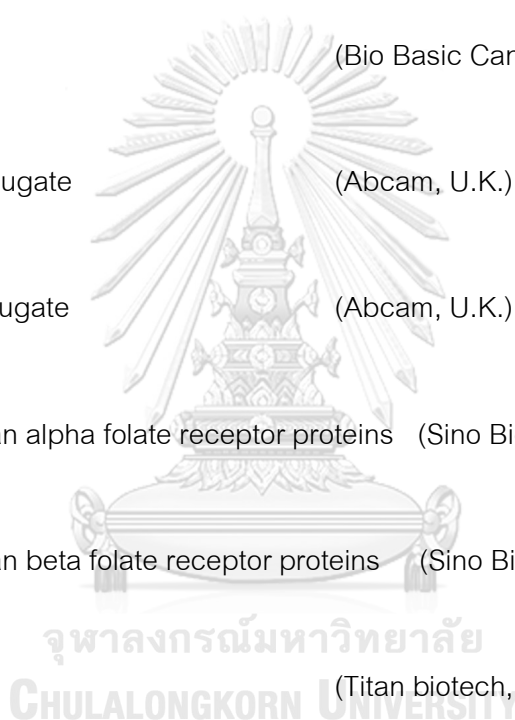 (Bio Basic Can
ugate (Abcam, U.K.)
ugate (Abcam, U.K.)
an alpha folate receptor proteins (Sino Bi
an beta folate receptor proteins (Sino Bi
จุฬาลงกรณ์มหาวิทยาลัย
(Titan biotech,
CHULALONGKORN UNIVERSITY